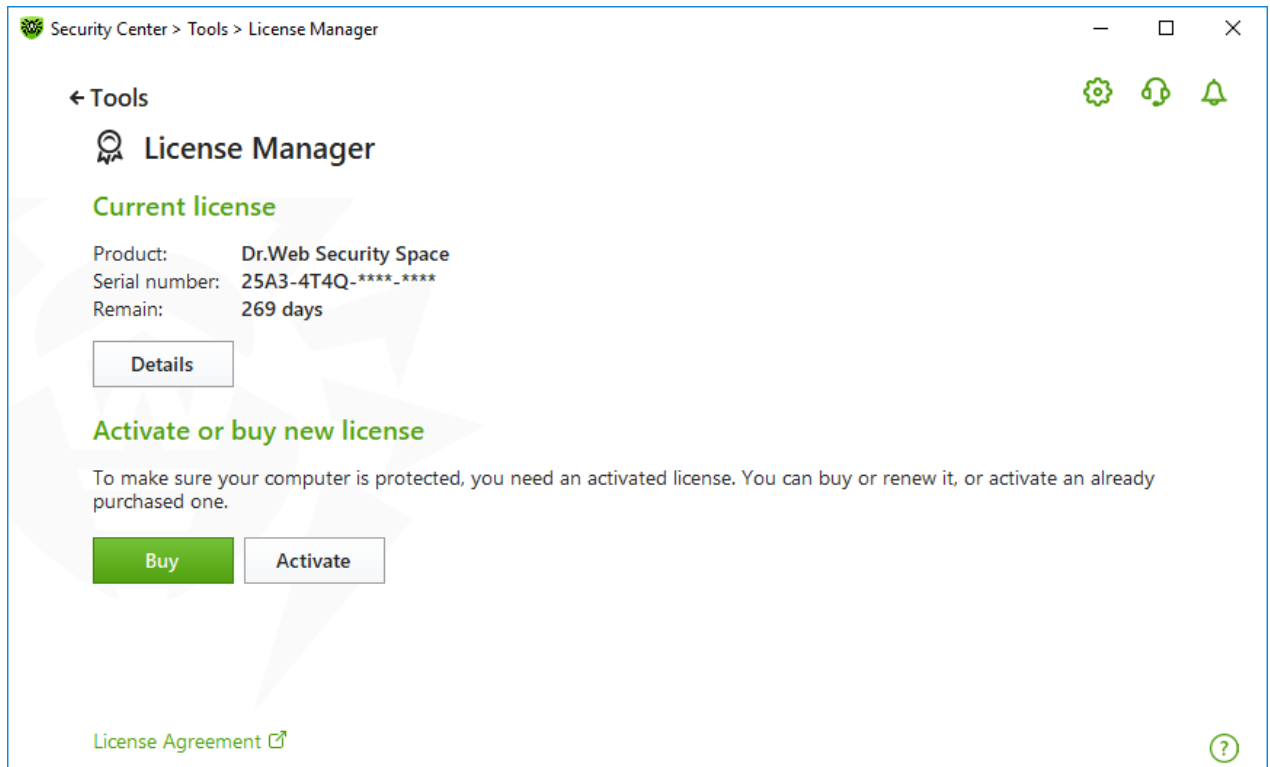 Security Center > Tools > License Manager
Tools
License Manager
Current license
Product: Dr.Web Security Space
Serial number: 25A3-4T4Q-****-****
Remain: 269 days
Details
Activate or buy new license
To make sure your computer is protected, you need an activated license. You can buy or renew it, or activate an already
purchased one.
Buy Activate
License Agreement
?